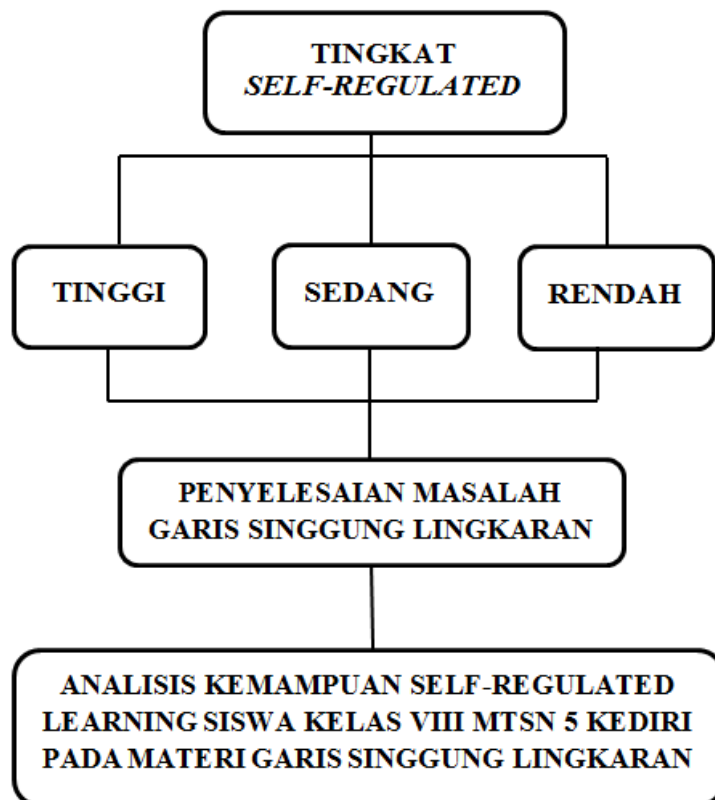 TINGKAT
SELF-REGULATED
TINGGI
SEDANG
RENDAH
PENYELESAIAN MASALAH
GARIS SINGGUNG LINGKARAN
ANALISIS KEMAMPUAN SELF-REGULATED
LEARNING SISWA KELAS VIII MTSN 5 KEDIRI
PADA MATERI GARIS SINGGUNG LINGKARAN